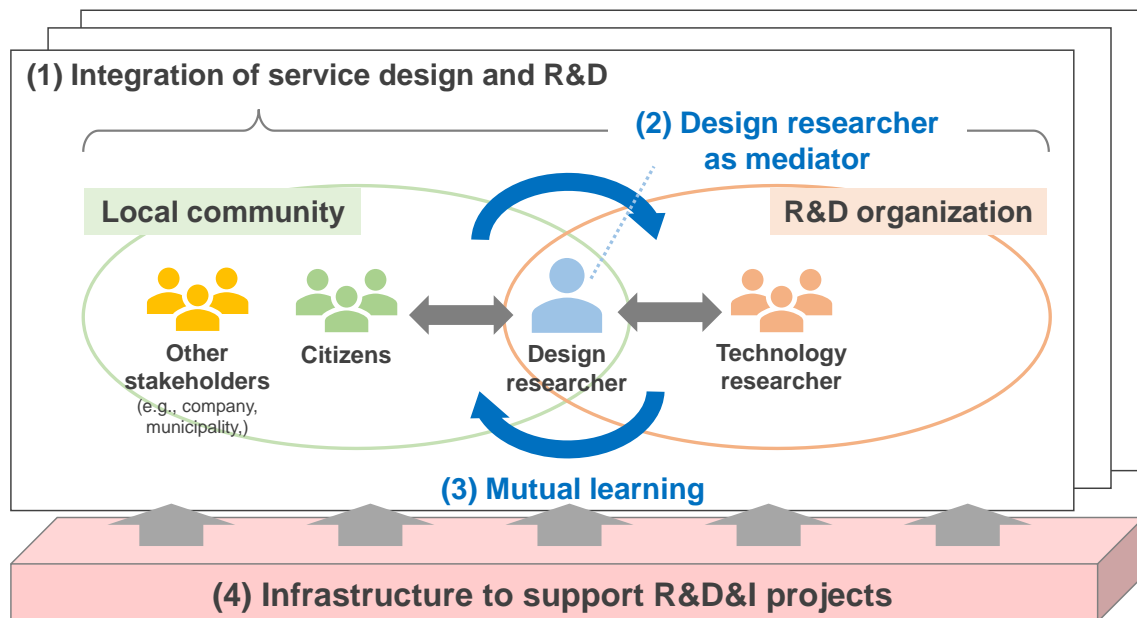 (1) Integration of service design and R&D
(2) Design researcher
as mediator
Local community
R&D organization
Other
stakeholders
(e.g., company,
municipality,)
Citizens
Design
researcher
Technology
researcher
(3) Mutual learning
(4) Infrastructure to support R&D&I projects